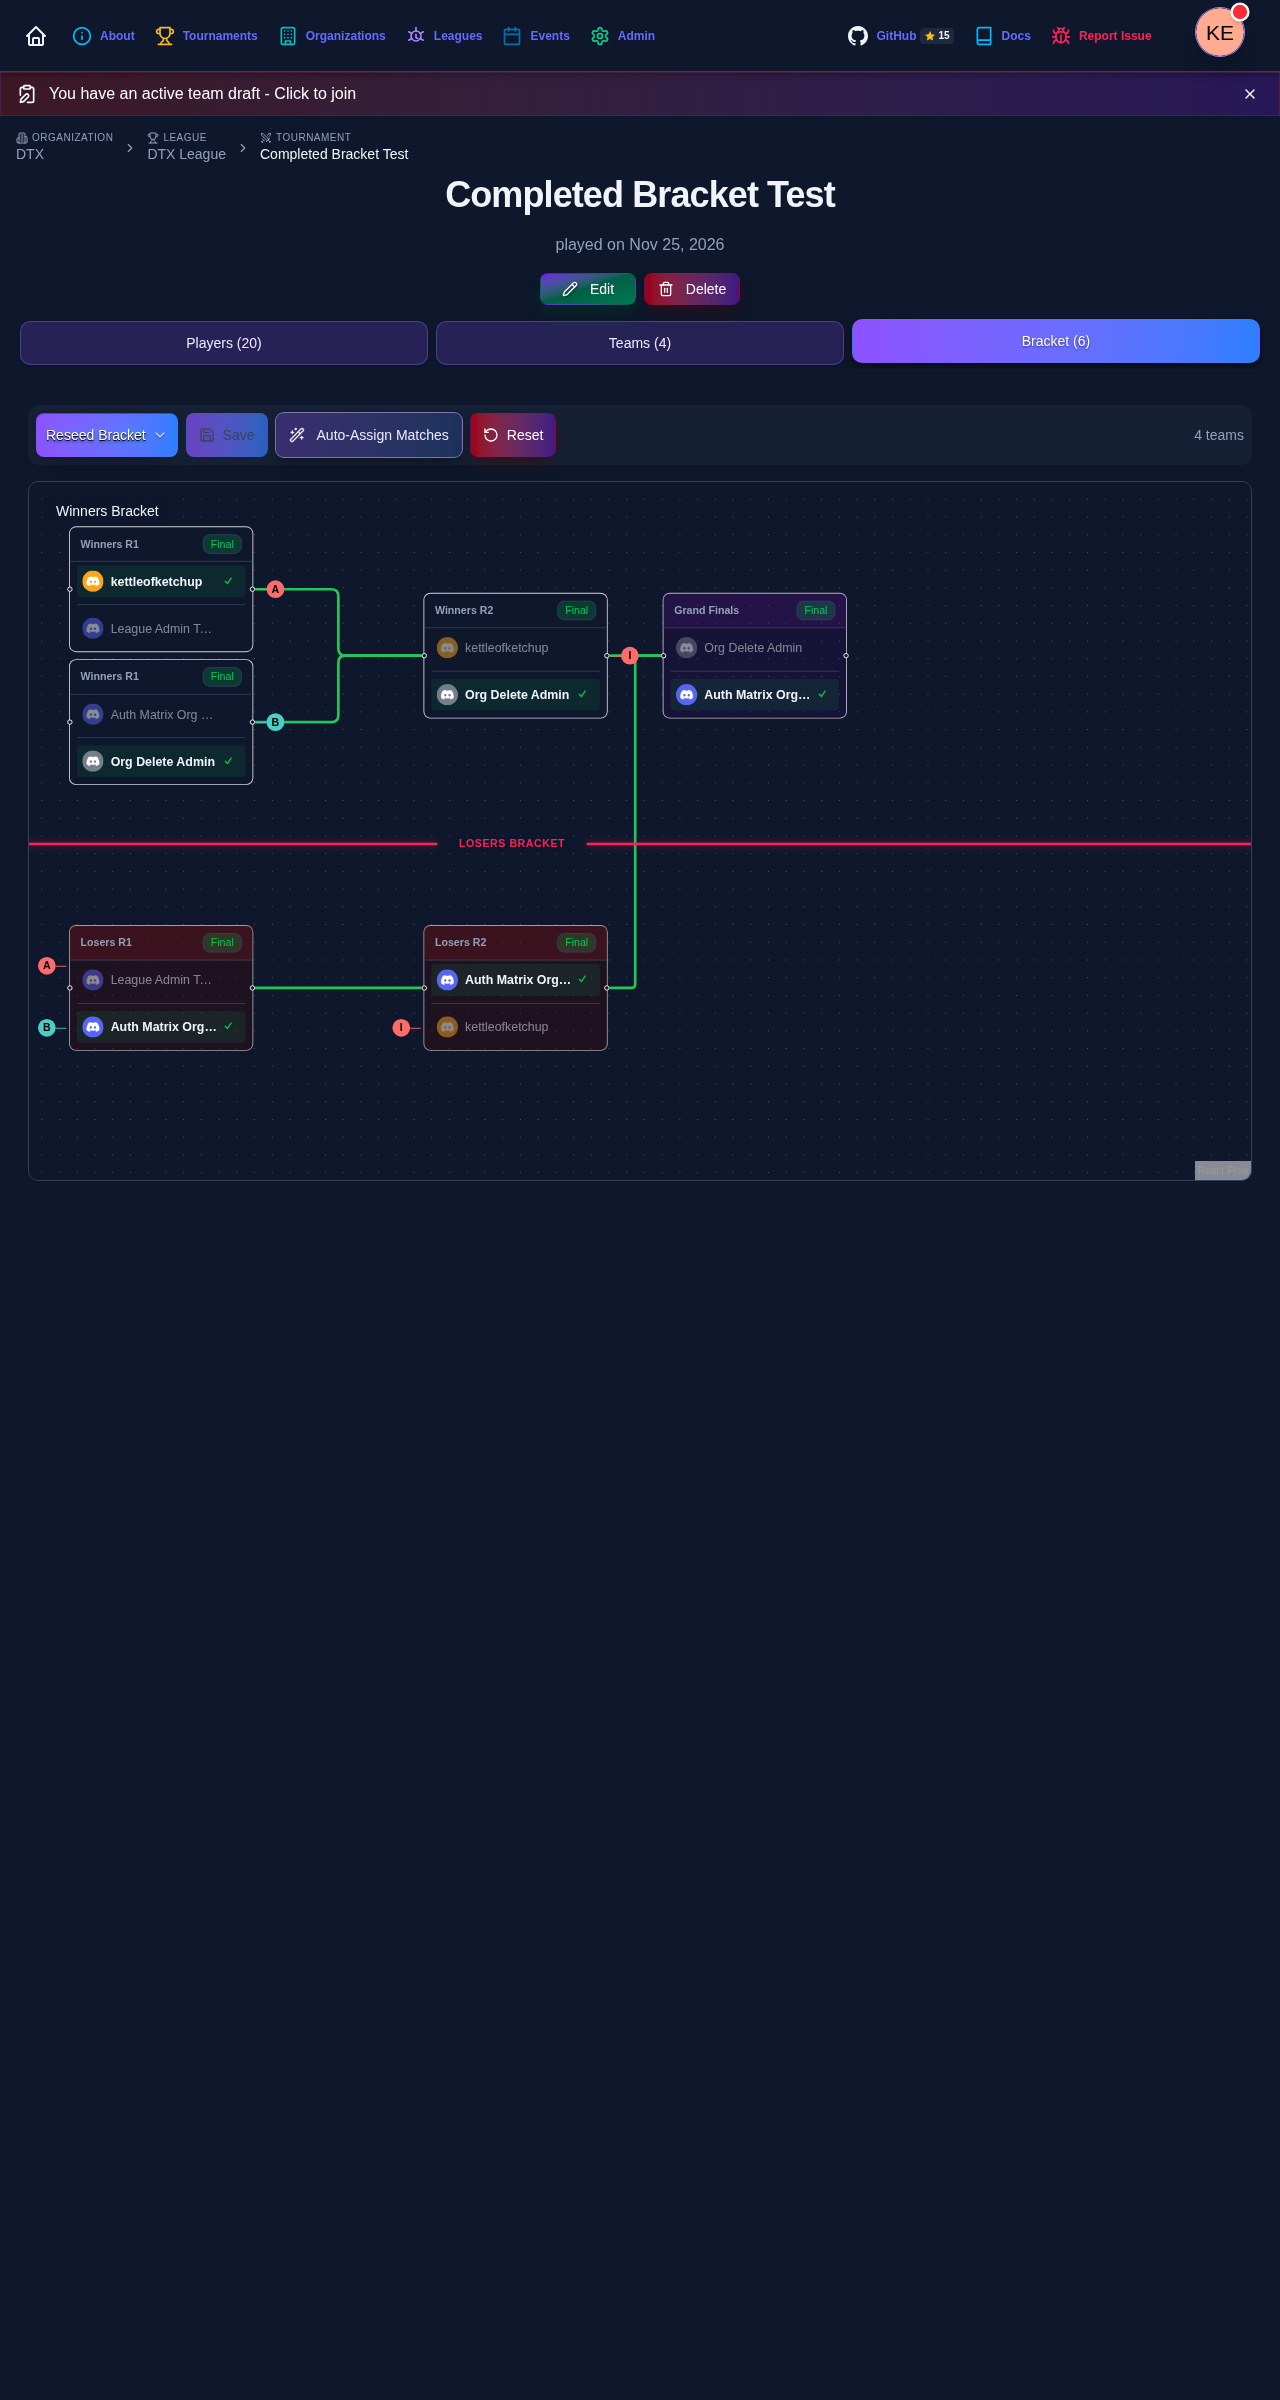 About Tournaments Organizations Leagues Events Admin GitHub 15 Docs Report Issue KE
You have an active team draft - Click to join
ORGANIZATION LEAGUE TOURNAMENT
DTX DTX League Completed Bracket Test
Completed Bracket Test
played on Nov 25, 2026
Edit Delete
Players (20) Teams (4) Bracket (6)
Reseed Bracket Save Auto-Assign Matches Reset 4 teams
Winners Bracket
Winners R1 Final
kettleofketchup
League Admin T...
A
Winners R1 Final
Auth Matrix Org ...
Org Delete Admin
B
Winners R2 Final
kettleofketchup
Org Delete Admin
I
Grand Finals Final
Org Delete Admin
Auth Matrix Org...
LOSERS BRACKET
Losers R1 Final
A
League Admin T...
B
Auth Matrix Org...
Losers R2 Final
Auth Matrix Org...
I
kettleofketchup
React Flow